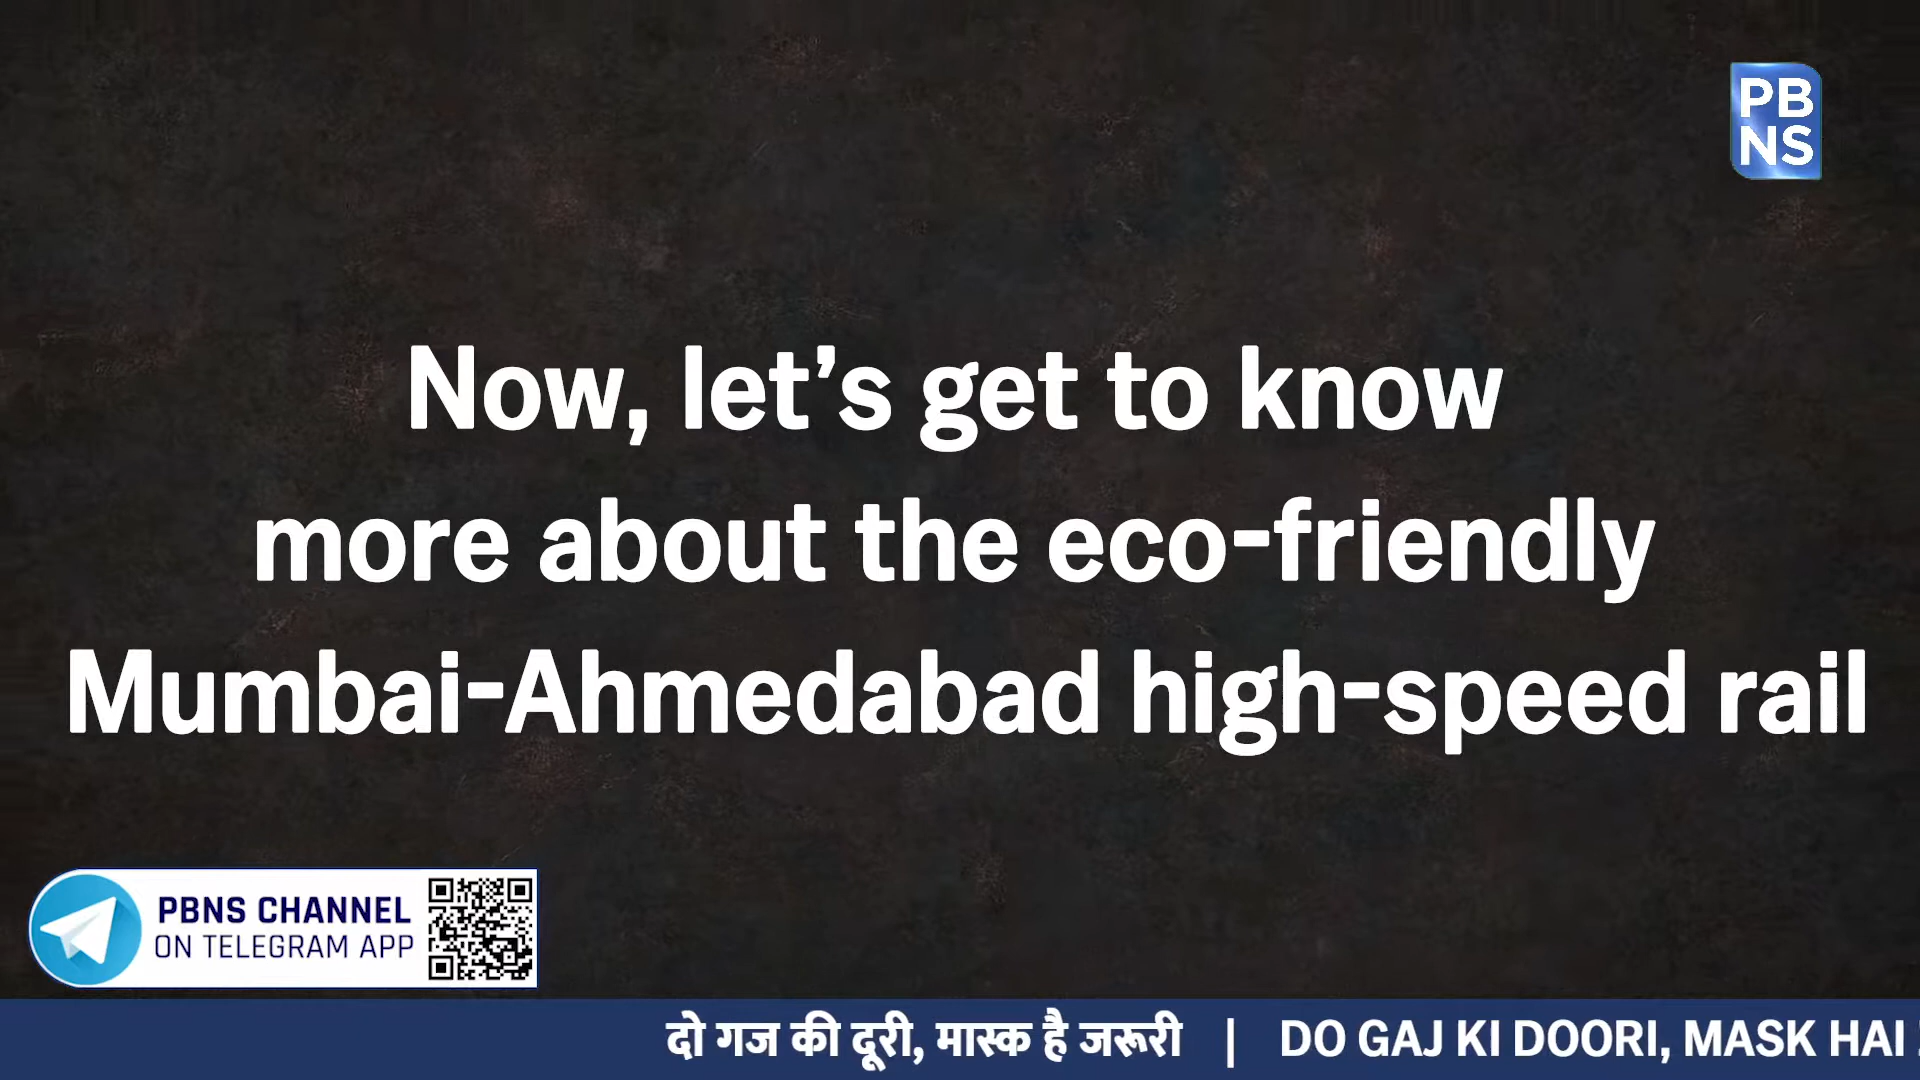 PB
NS
Now, let’s get to know
more about the eco-friendly
Mumbai-Ahmedabad high-speed rail
PBNS CHANNEL
ON TELEGRAM APP
दो गज की दूरी, मास्क है जरूरी | DO GAJ KI DOORI, MASK HAI